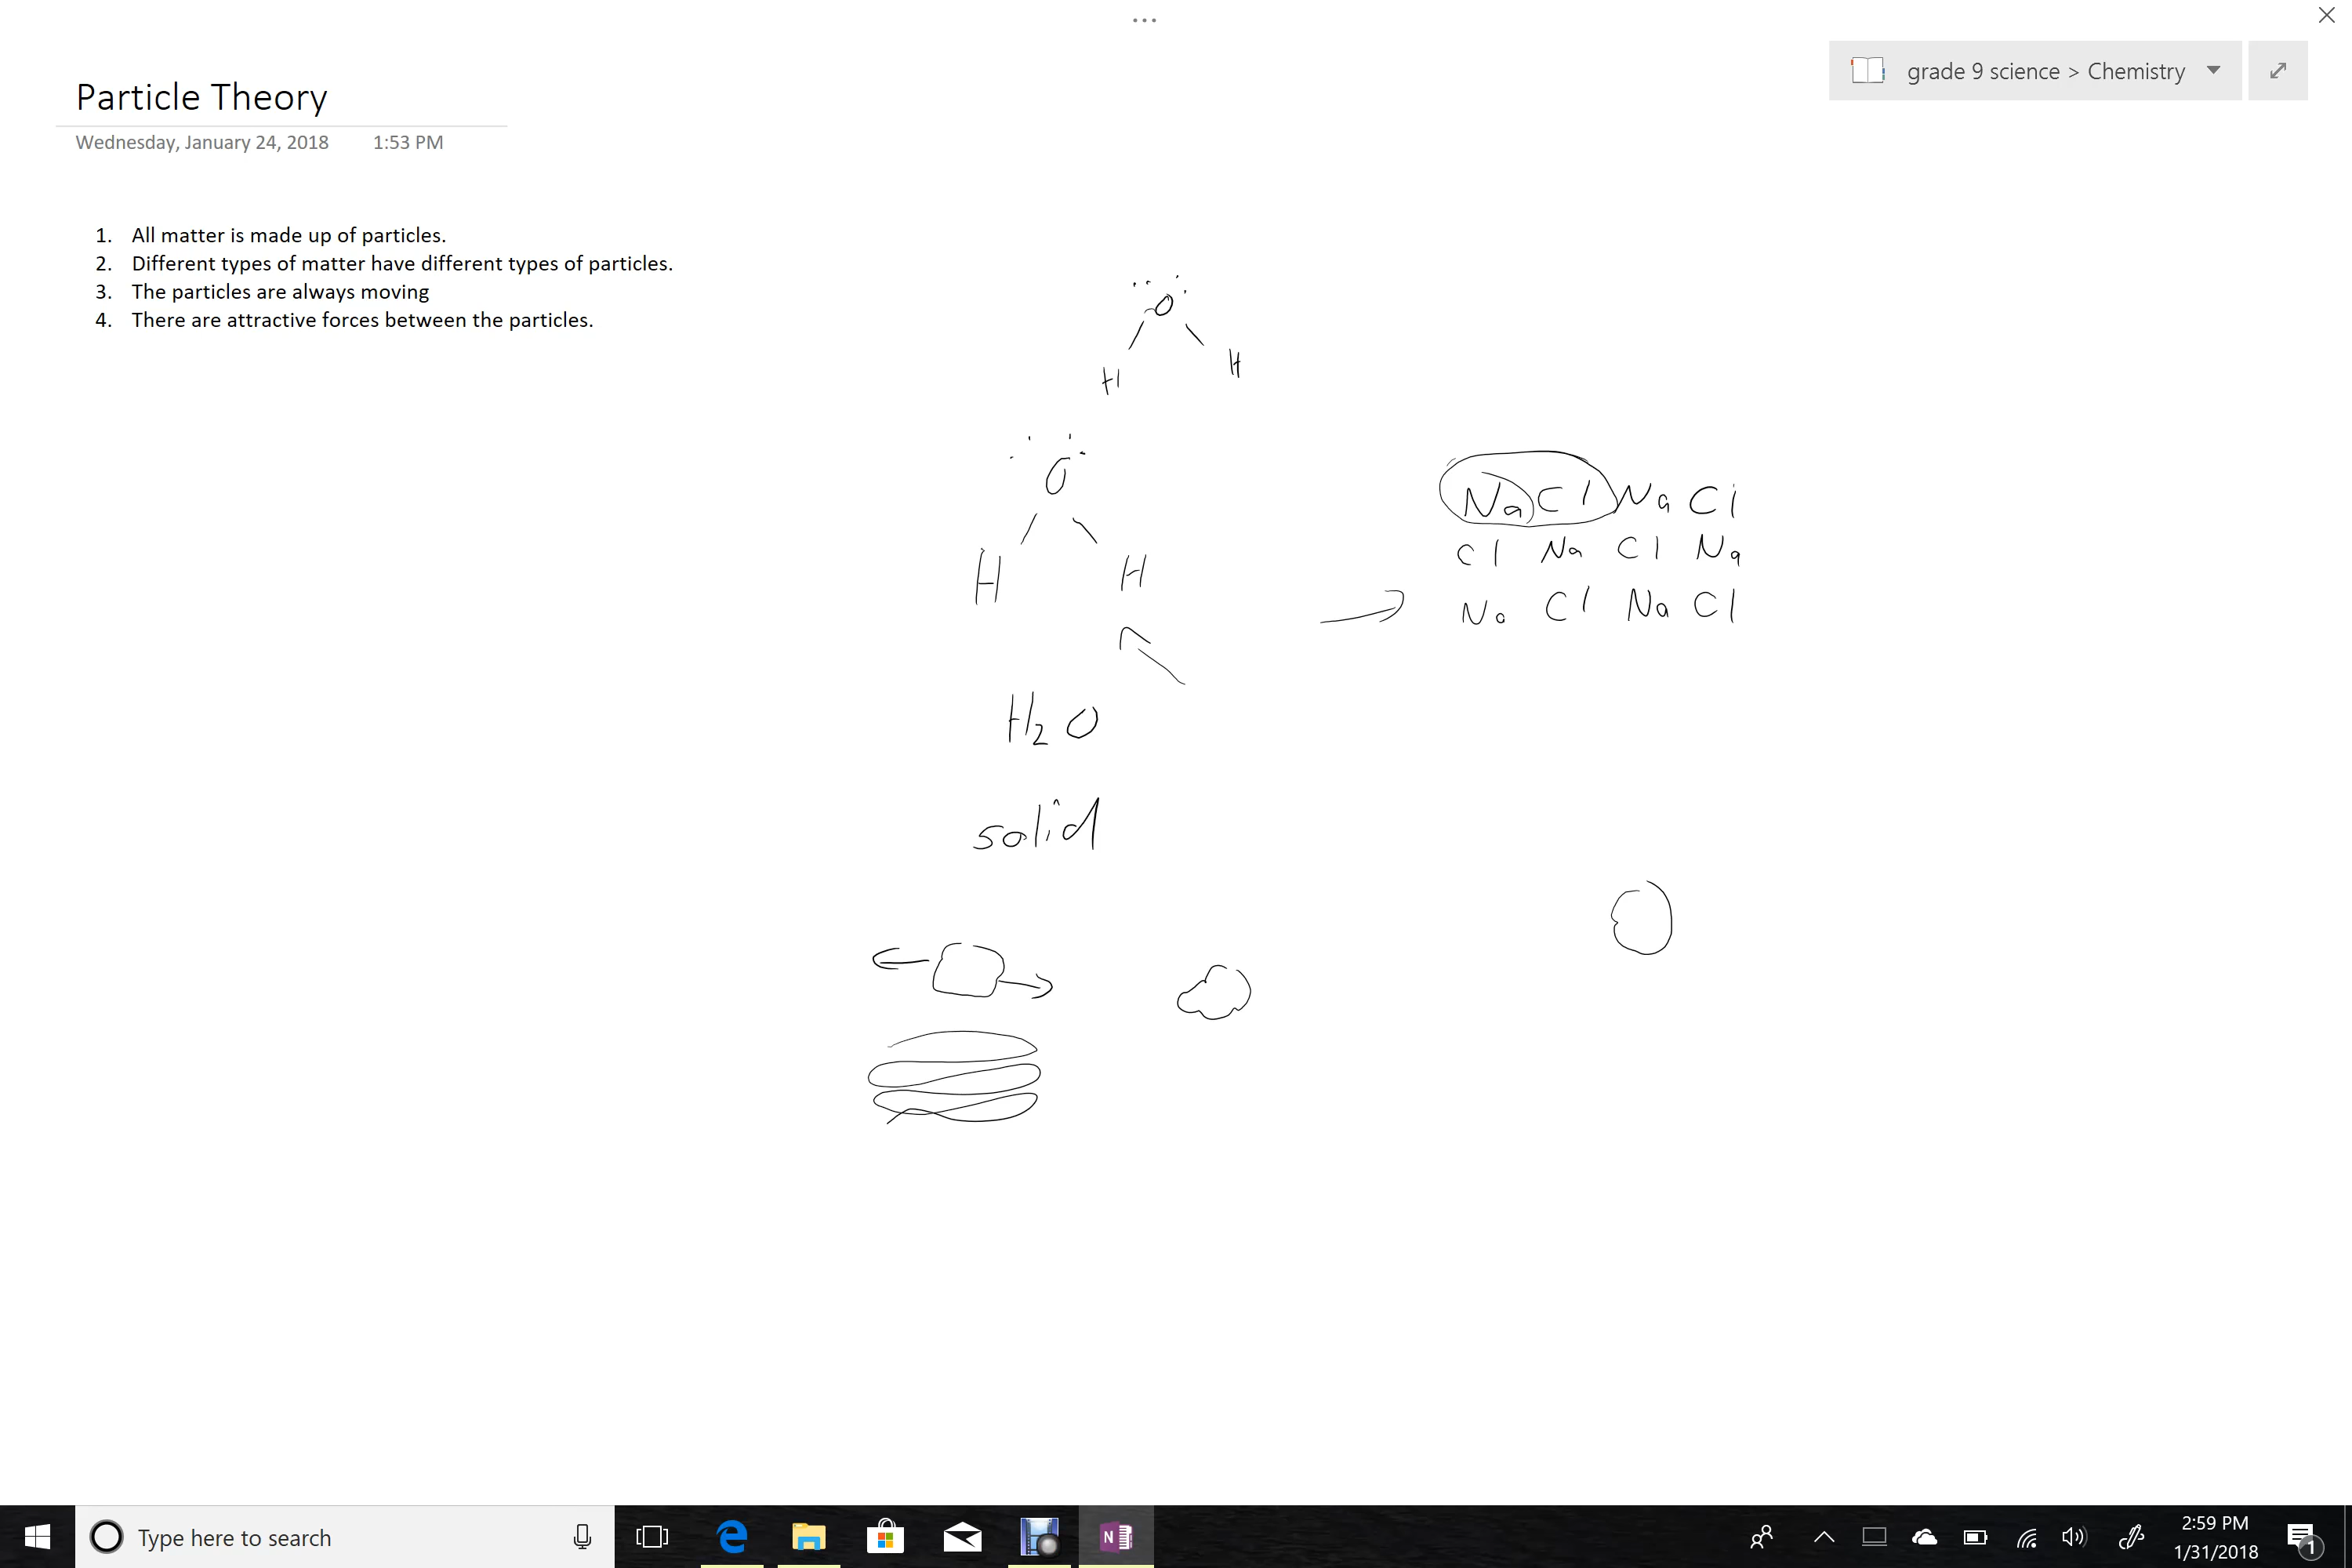 grade 9 science > Chemistry
Particle Theory
Wednesday, January 24, 2018 1:53 PM
1. All matter is made up of particles.
2. Different types of matter have different types of particles.
3. The particles are always moving
4. There are attractive forces between the particles.
O
H H
O
H H
H2O
solid
Na Cl Na Cl
Cl Na Cl Na
Na Cl Na Cl
Type here to search
N
2:59 PM
1/31/2018
1